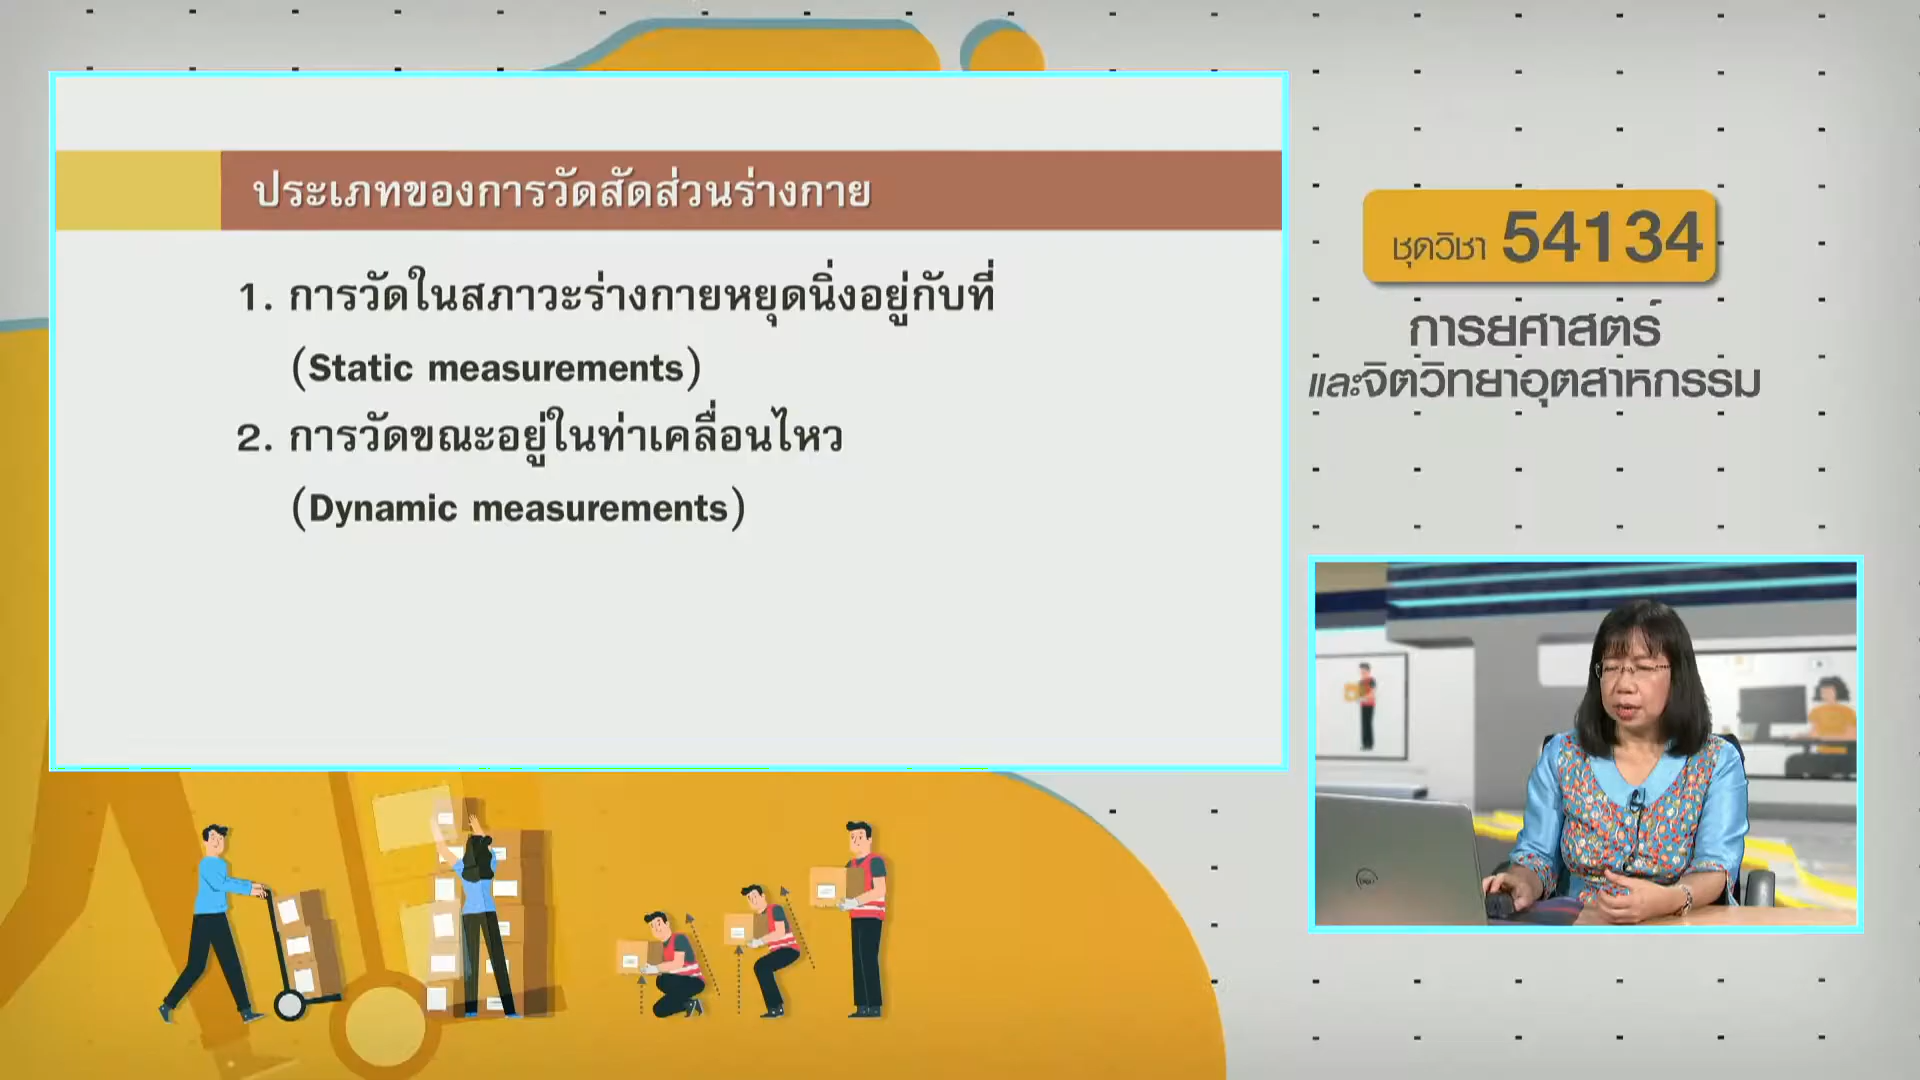 ประเภทของการวัดสัดส่วนร่างกาย
1. การวัดในสภาวะร่างกายหยุดนิ่งอยู่กับที่
(Static measurements)
2. การวัดขณะอยู่ในท่าเคลื่อนไหว
(Dynamic measurements)
ชุดวิชา 54134
การยศาสตร์
และจิตวิทยาอุตสาหกรรม
DELL